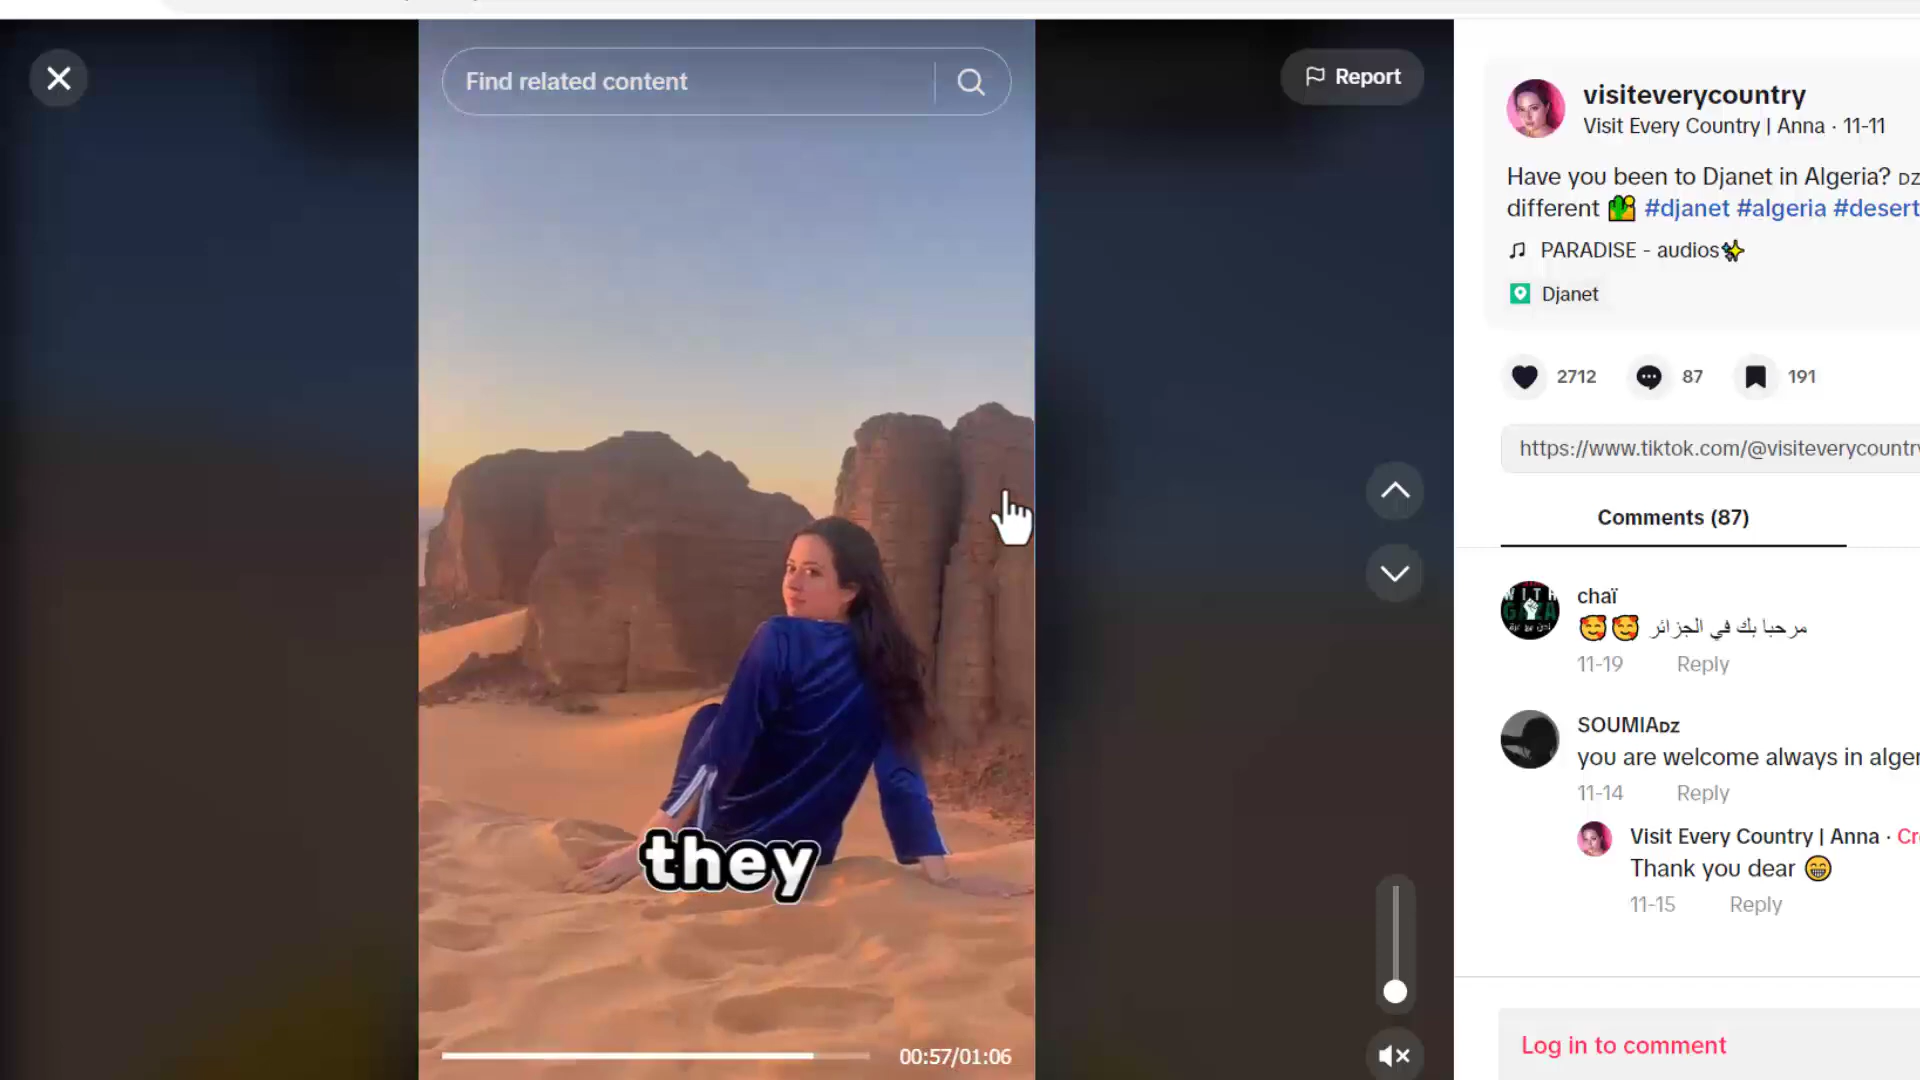 Find related content
Report
visiteverycountry
Visit Every Country | Anna · 11-11
Have you been to Djanet in Algeria? DZ
different #djanet #algeria #desert
PARADISE - audios
Djanet
2712
87
191
https://www.tiktok.com/@visiteverycountry
Comments (87)
chaï
مرحبا بك في الجزائر
11-19 Reply
SOUMIADZ
you are welcome always in alger
11-14 Reply
Visit Every Country | Anna · Cr
Thank you dear
11-15 Reply
they
00:57/01:06
Log in to comment